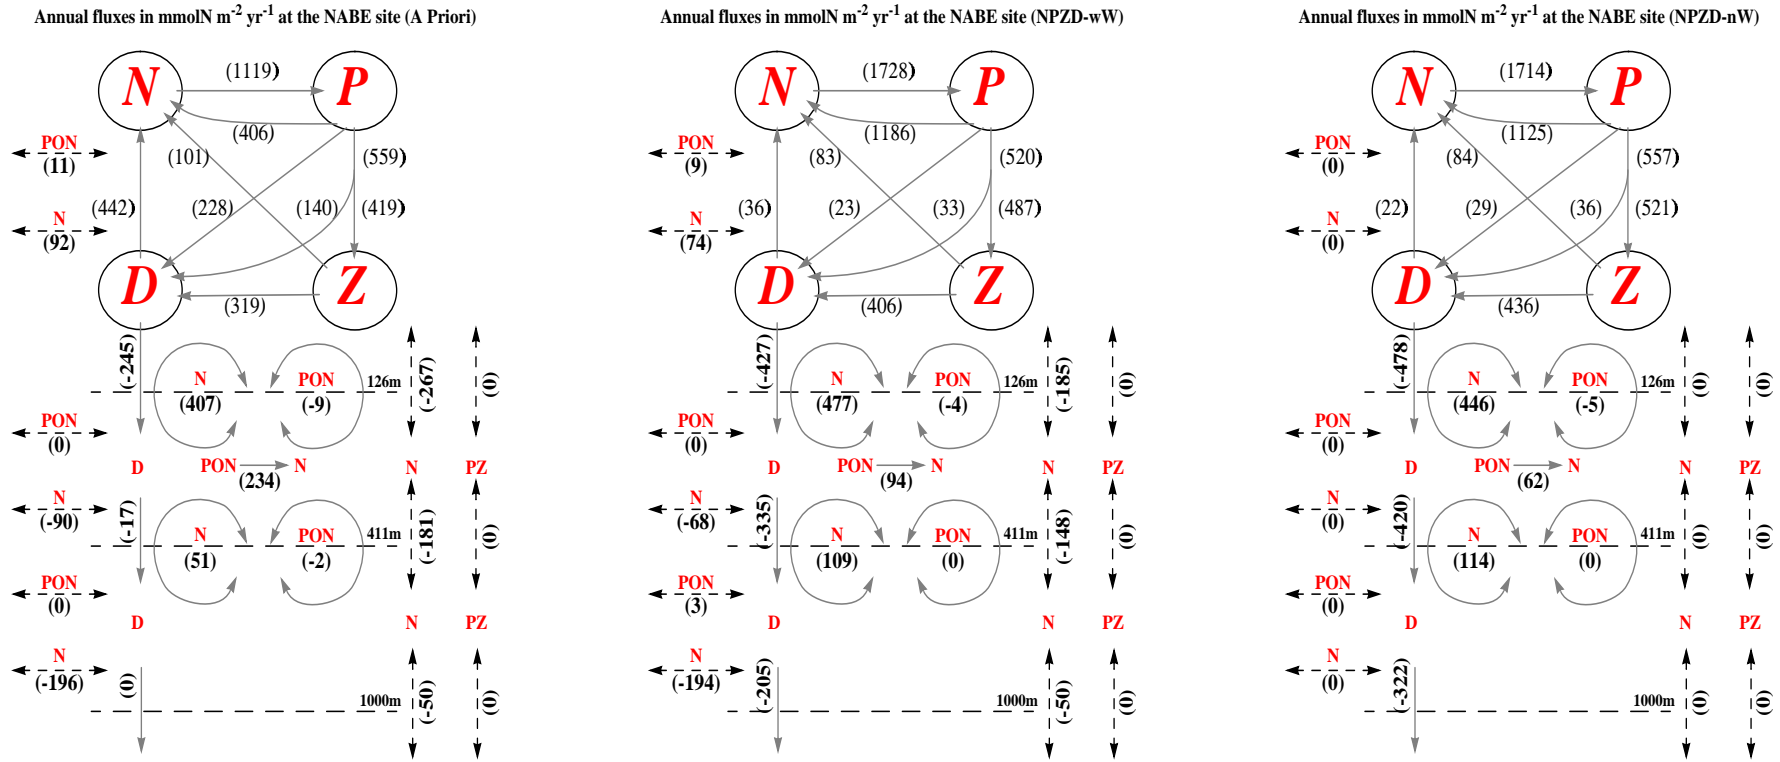 Annual fluxes in mmolN m-2 yr-1 at the NABE site (A Priori)
N
(1119)
P
(406)
PON
(11)
(101)
(559)
N
(92)
(442)
(228)
(140)
(419)
D
(319)
Z
(-245)
N
(407)
PON
(-9)
126m
(-267)
(0)
PON
(0)
D
PON
N
(234)
N
PZ
N
(-90)
(-17)
N
(51)
PON
(-2)
411m
(-181)
(0)
PON
(0)
D
N
PZ
N
(-196)
(0)
1000m
(-50)
(0)
Annual fluxes in mmolN m-2 yr-1 at the NABE site (NPZD-wW)
N
(1728)
P
(1186)
PON
(9)
(83)
(520)
N
(74)
(36)
(23)
(33)
(487)
D
(406)
Z
(-427)
N
(477)
PON
(-4)
126m
(-185)
(0)
PON
(0)
D
PON
N
(94)
N
PZ
N
(-68)
(-335)
N
(109)
PON
(0)
411m
(-148)
(0)
PON
(3)
D
N
PZ
N
(-194)
(-205)
1000m
(-50)
(0)
Annual fluxes in mmolN m-2 yr-1 at the NABE site (NPZD-nW)
N
(1714)
P
(1125)
PON
(0)
(84)
(557)
N
(0)
(22)
(29)
(36)
(521)
D
(436)
Z
(-478)
N
(446)
PON
(-5)
126m
(0)
(0)
PON
(0)
D
PON
N
(62)
N
PZ
N
(0)
(-420)
N
(114)
PON
(0)
411m
(0)
(0)
PON
(0)
D
N
PZ
N
(0)
(-322)
1000m
(0)
(0)